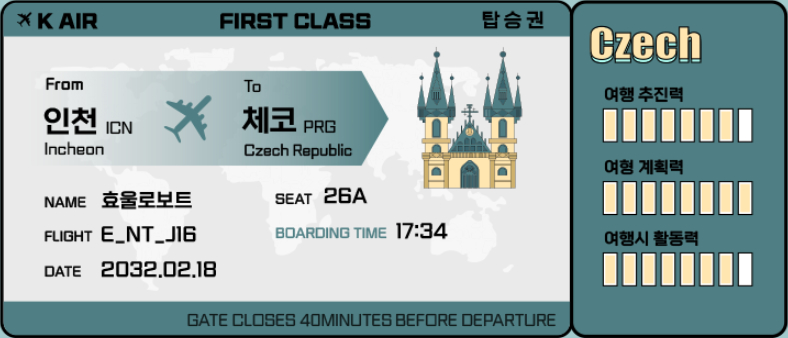 K AIR FIRST CLASS 탑승권
From To
인천 ICN 체코 PRG
Incheon Czech Republic
NAME 효율로보트 SEAT 26A
FLIGHT E_NT_J16 BOARDING TIME 17:34
DATE 2032.02.18
GATE CLOSES 40MINUTES BEFORE DEPARTURE
Czech
여행 추진력
여행 계획력
여행시 활동력